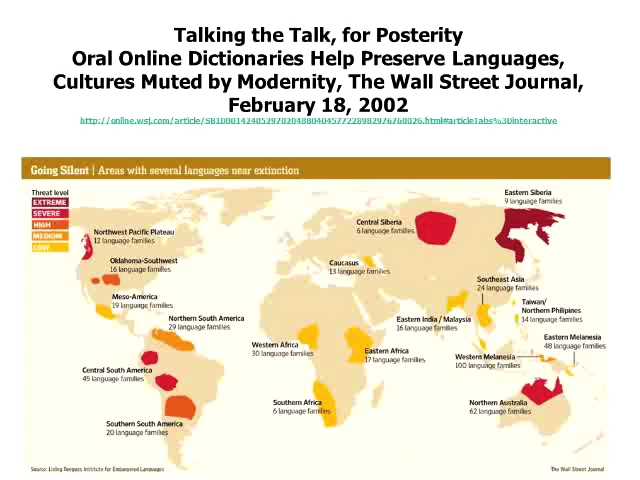 Talking the Talk, for Posterity
Oral Online Dictionaries Help Preserve Languages,
Cultures Muted by Modernity, The Wall Street Journal,
February 18, 2002
Going Silent | Areas with several languages near extinction
Threat level
EXTREME
SEVERE
HIGH
MEDIUM
LOW
Eastern Siberia
9 language families
Central Siberia
6 language families
Northwest Pacific Plateau
12 language families
Oklahoma-Southwest
16 language families
Caucasus
13 language families
Southeast Asia
24 language families
Meso-America
19 language families
Taiwan/
Northern Philipines
14 language families
Northern South America
29 language families
Eastern India / Malaysia
16 language families
Eastern Melanesia
48 language families
Western Africa
30 language families
Eastern Africa
17 language families
Western Melanesia
100 language families
Central South America
45 language families
Southern Africa
6 language families
Northern Australia
62 language families
Southern South America
20 language families
Source: Living Tongues Institute for Endangered Languages
The Wall Street Journal